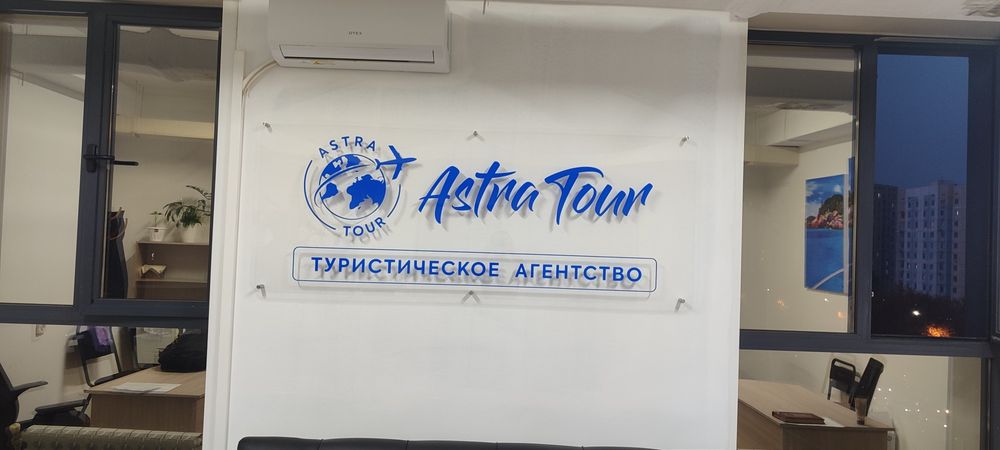 ASTRA
TOUR
Astra Tour
ТУРИСТИЧЕСКОЕ АГЕНТСТВО